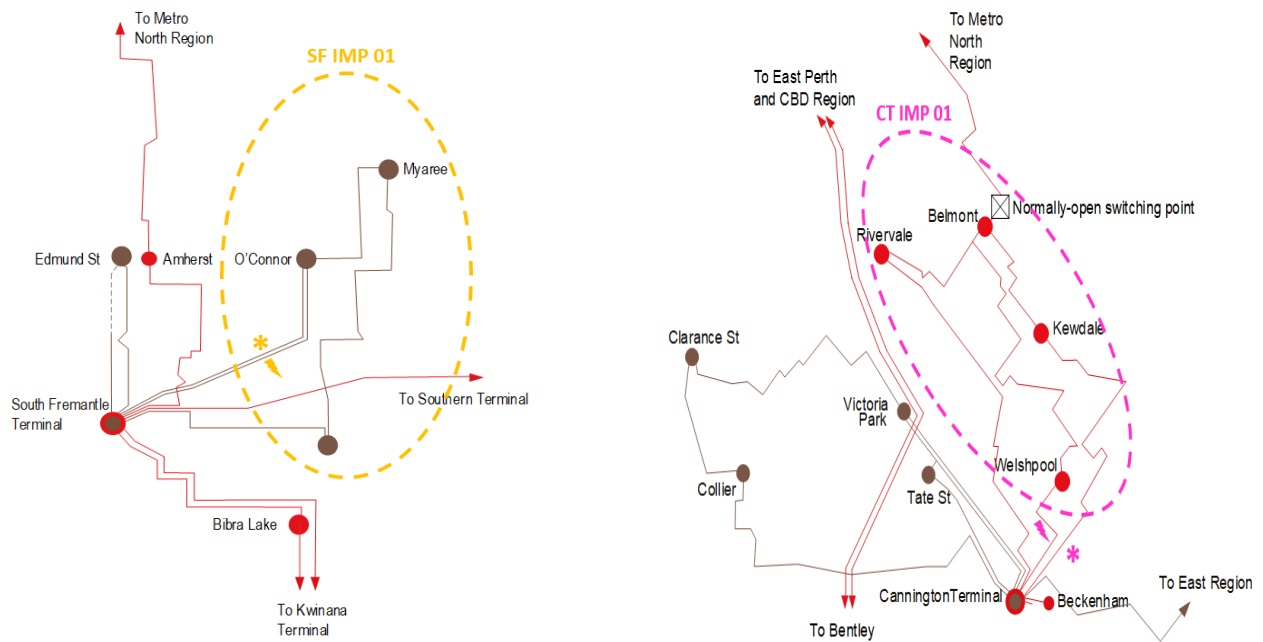 To Metro
North Region
SF IMP 01
Myaree
Edmund St
Amherst
O'Connor
*
South Fremantle
Terminal
To Southern Terminal
Bibra Lake
To Kwinana
Terminal
To Metro
North
Region
To East Perth
and CBD Region
CT IMP 01
Normally-open switching point
Belmont
Rivervale
Kewdale
Clarance St
Victoria
Park
Welshpool
Collier
Tate St
*
To East Region
CanningtonTerminal
Beckenham
To Bentley